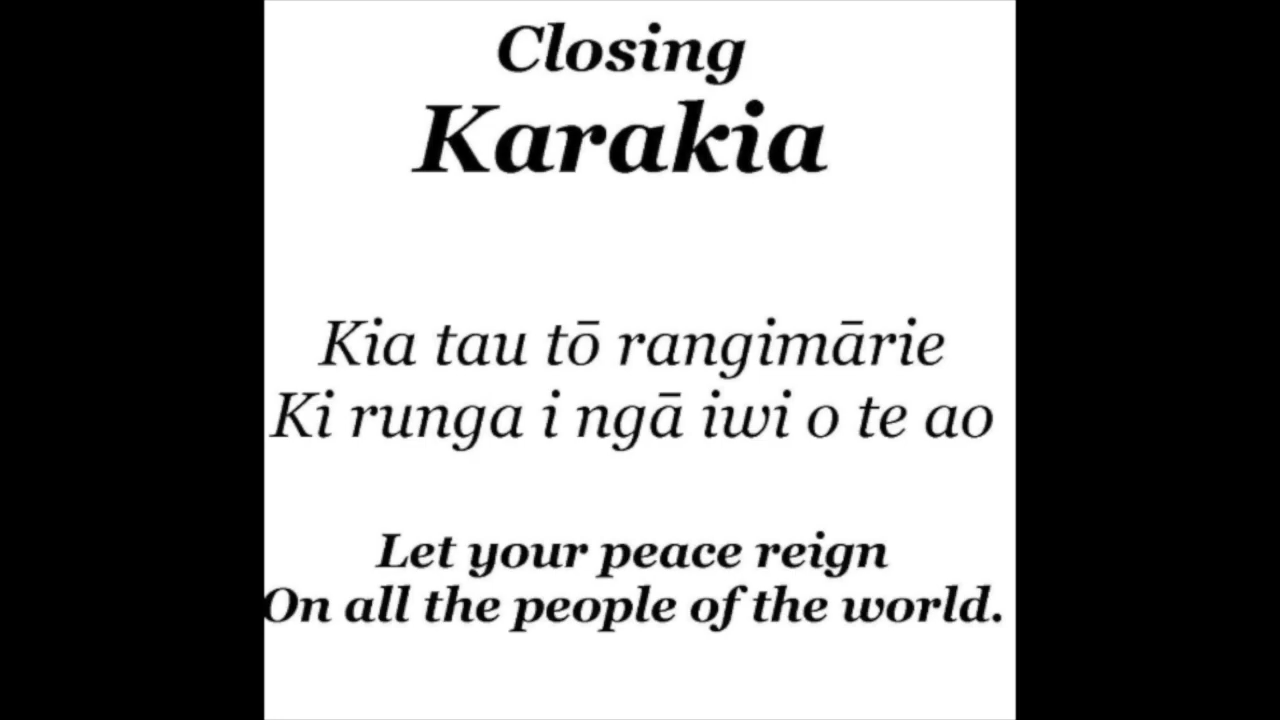 Closing
Karakia
Kia tau tō rangimārie
Ki runga i ngā iwi o te ao
Let your peace reign
On all the people of the world.